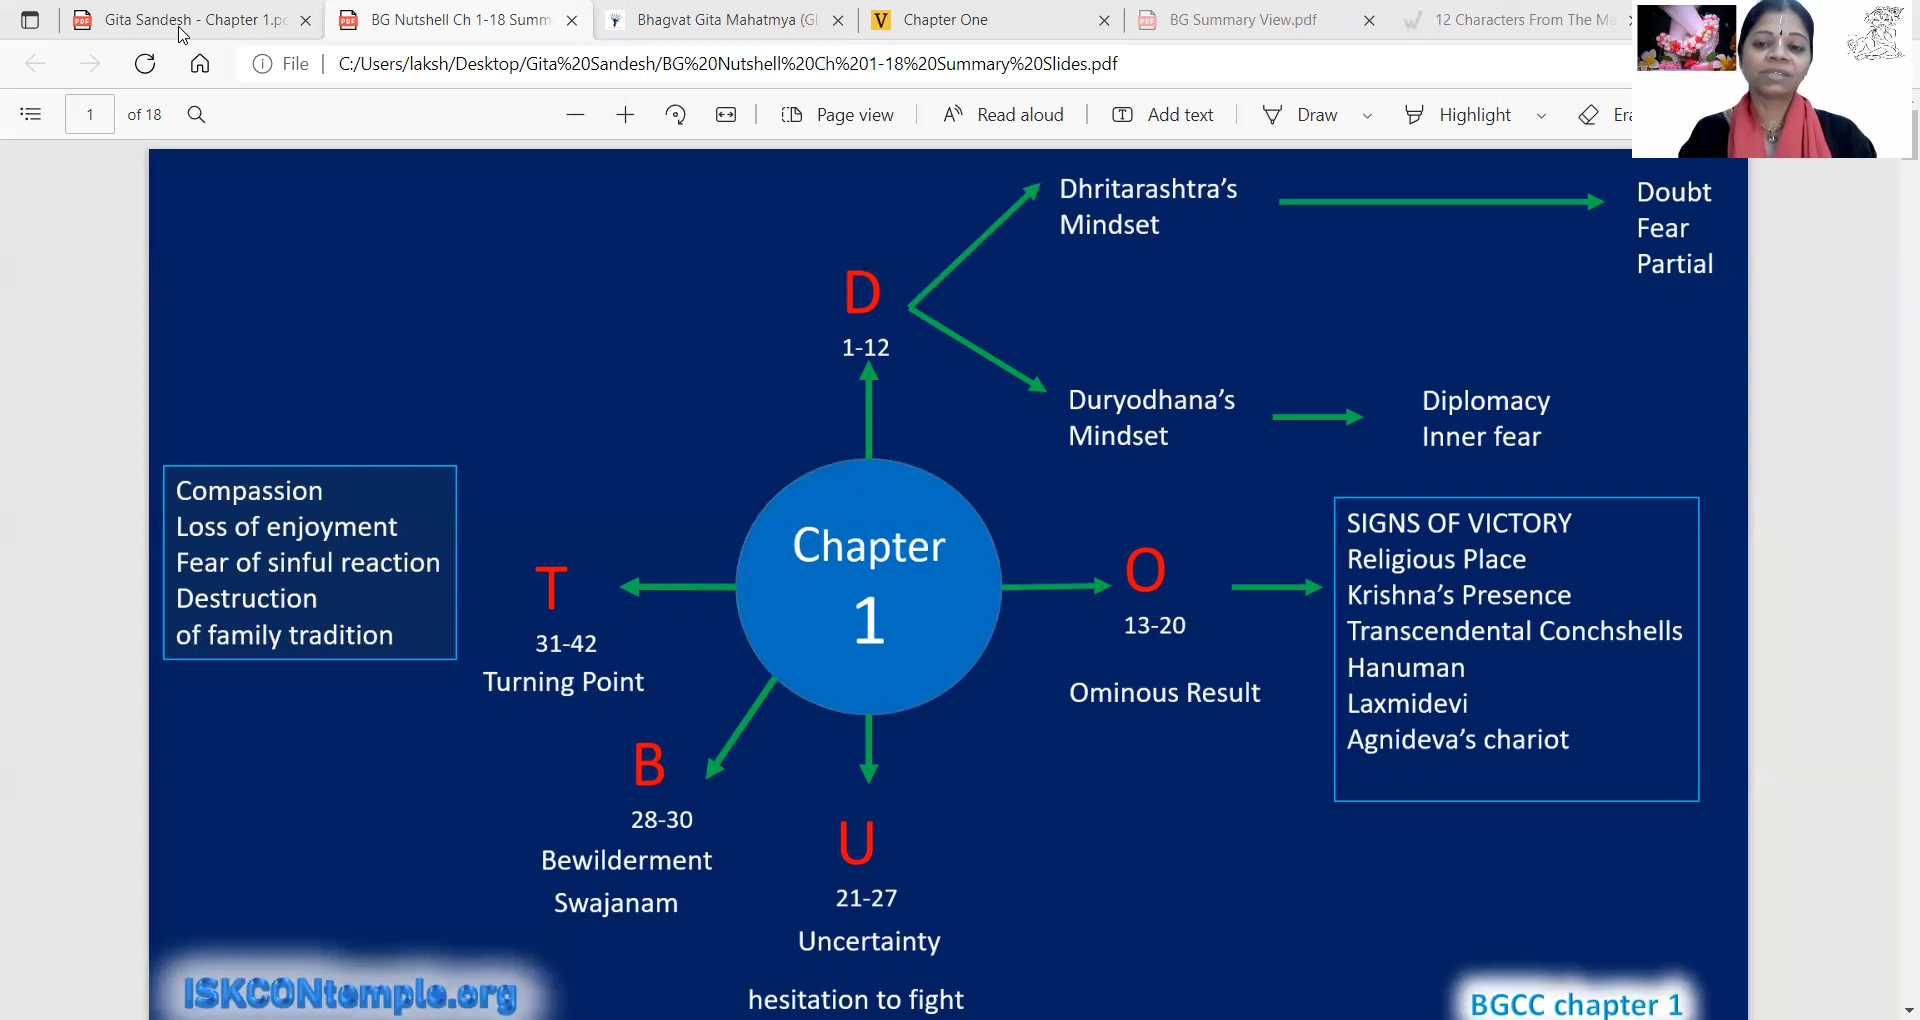 Gita Sandesh - Chapter 1.pc
BG Nutshell Ch 1-18 Summ
Bhagvat Gita Mahatmya (Gl
Chapter One
BG Summary View.pdf
12 Characters From The Ma
File
C:/Users/laksh/Desktop/Gita%20Sandesh/BG%20Nutshell%20Ch%201-18%20Summary%20Slides.pdf
1 of 18
Page view
Read aloud
Add text
Draw
Highlight
Era
Dhritarashtra's
Mindset
Doubt
Fear
Partial
D
1-12
Duryodhana's
Mindset
Diplomacy
Inner fear
Compassion
Loss of enjoyment
Fear of sinful reaction
Destruction
of family tradition
T
31-42
Turning Point
Chapter
1
O
13-20
Ominous Result
SIGNS OF VICTORY
Religious Place
Krishna's Presence
Transcendental Conchshells
Hanuman
Laxmidevi
Agnideva's chariot
B
28-30
Bewilderment
Swajanam
U
21-27
Uncertainty
hesitation to fight
ISKCONtemple.org
BGCC chapter 1